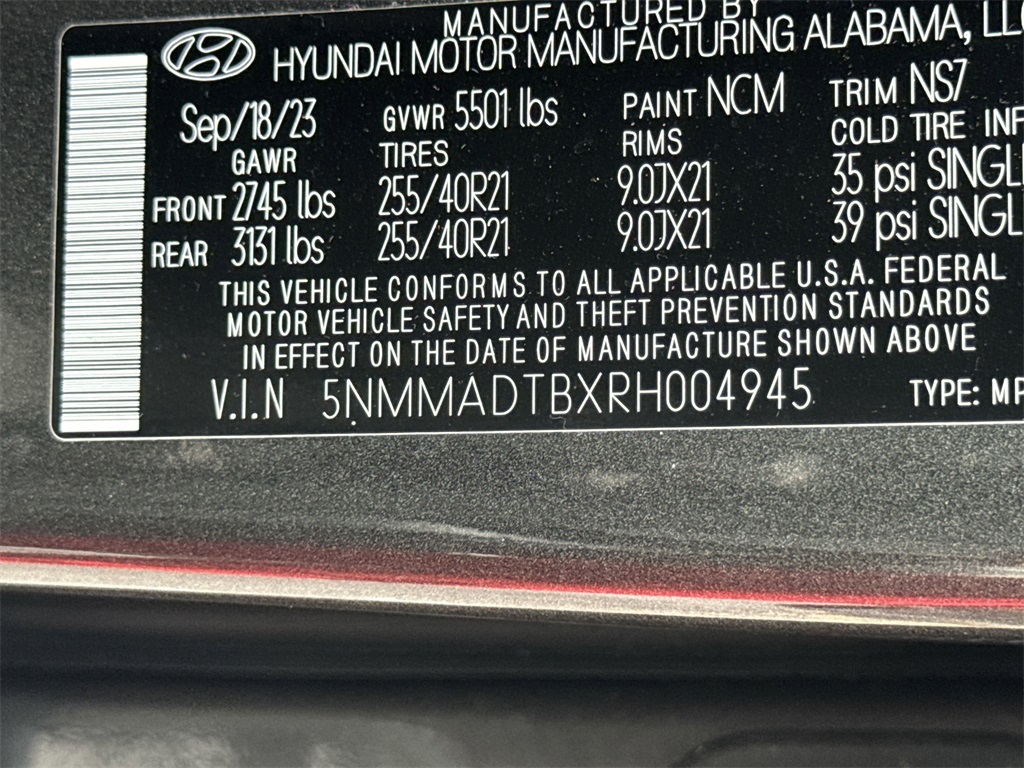 MANUFACTURED BY
HYUNDAI MOTOR MANUFACTURING ALABAMA, LLC
Sep/18/23 GVWR 5501 lbs PAINT NCM TRIM NS7
GAWR TIRES RIMS COLD TIRE INF
FRONT 2745 lbs 255/40R21 9.0JX21 35 psi SINGL
REAR 3131 lbs 255/40R21 9.0JX21 39 psi SINGL
THIS VEHICLE CONFORMS TO ALL APPLICABLE U.S.A. FEDERAL
MOTOR VEHICLE SAFETY AND THEFT PREVENTION STANDARDS
IN EFFECT ON THE DATE OF MANUFACTURE SHOWN ABOVE
V.I.N 5NMMADTBXRH004945 TYPE: MP